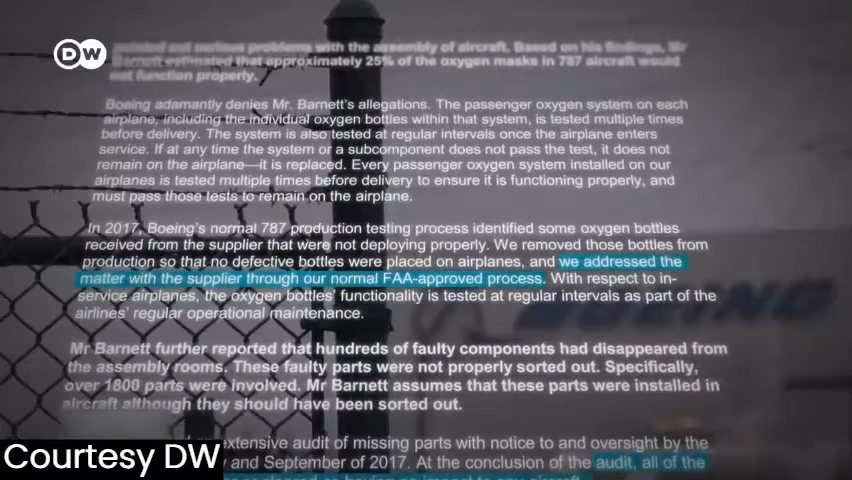 DW
pointed out serious problems with the assembly of aircraft. Based on his findings, Mr
Barnett estimated that approximately 25% of the oxygen masks in 787 aircraft would
not function properly.
Boeing adamantly denies Mr. Barnett's allegations. The passenger oxygen system on each
airplane, including the individual oxygen bottles within that system, is tested multiple times
before delivery. The system is also tested at regular intervals once the airplane enters
service. If at any time the system or a subcomponent does not pass the test, it does not
remain on the airplane—it is replaced. Every passenger oxygen system installed on our
airplanes is tested multiple times before delivery to ensure it is functioning properly, and
must pass those tests to remain on the airplane.
In 2017, Boeing's normal 787 production testing process identified some oxygen bottles
received from the supplier that were not deploying properly. We removed those bottles from
production so that no defective bottles were placed on airplanes, and we addressed the
matter with the supplier through our normal FAA-approved process. With respect to in-
service airplanes, the oxygen bottles' functionality is tested at regular intervals as part of the
airlines' regular operational maintenance.
BOEING
Mr Barnett further reported that hundreds of faulty components had disappeared from
the assembly rooms. These faulty parts were not properly sorted out. Specifically,
over 1800 parts were involved. Mr Barnett assumes that these parts were installed in
aircraft although they should have been sorted out.
extensive audit of missing parts with notice to and oversight by the
and September of 2017. At the conclusion of the audit, all of the
Courtesy DW